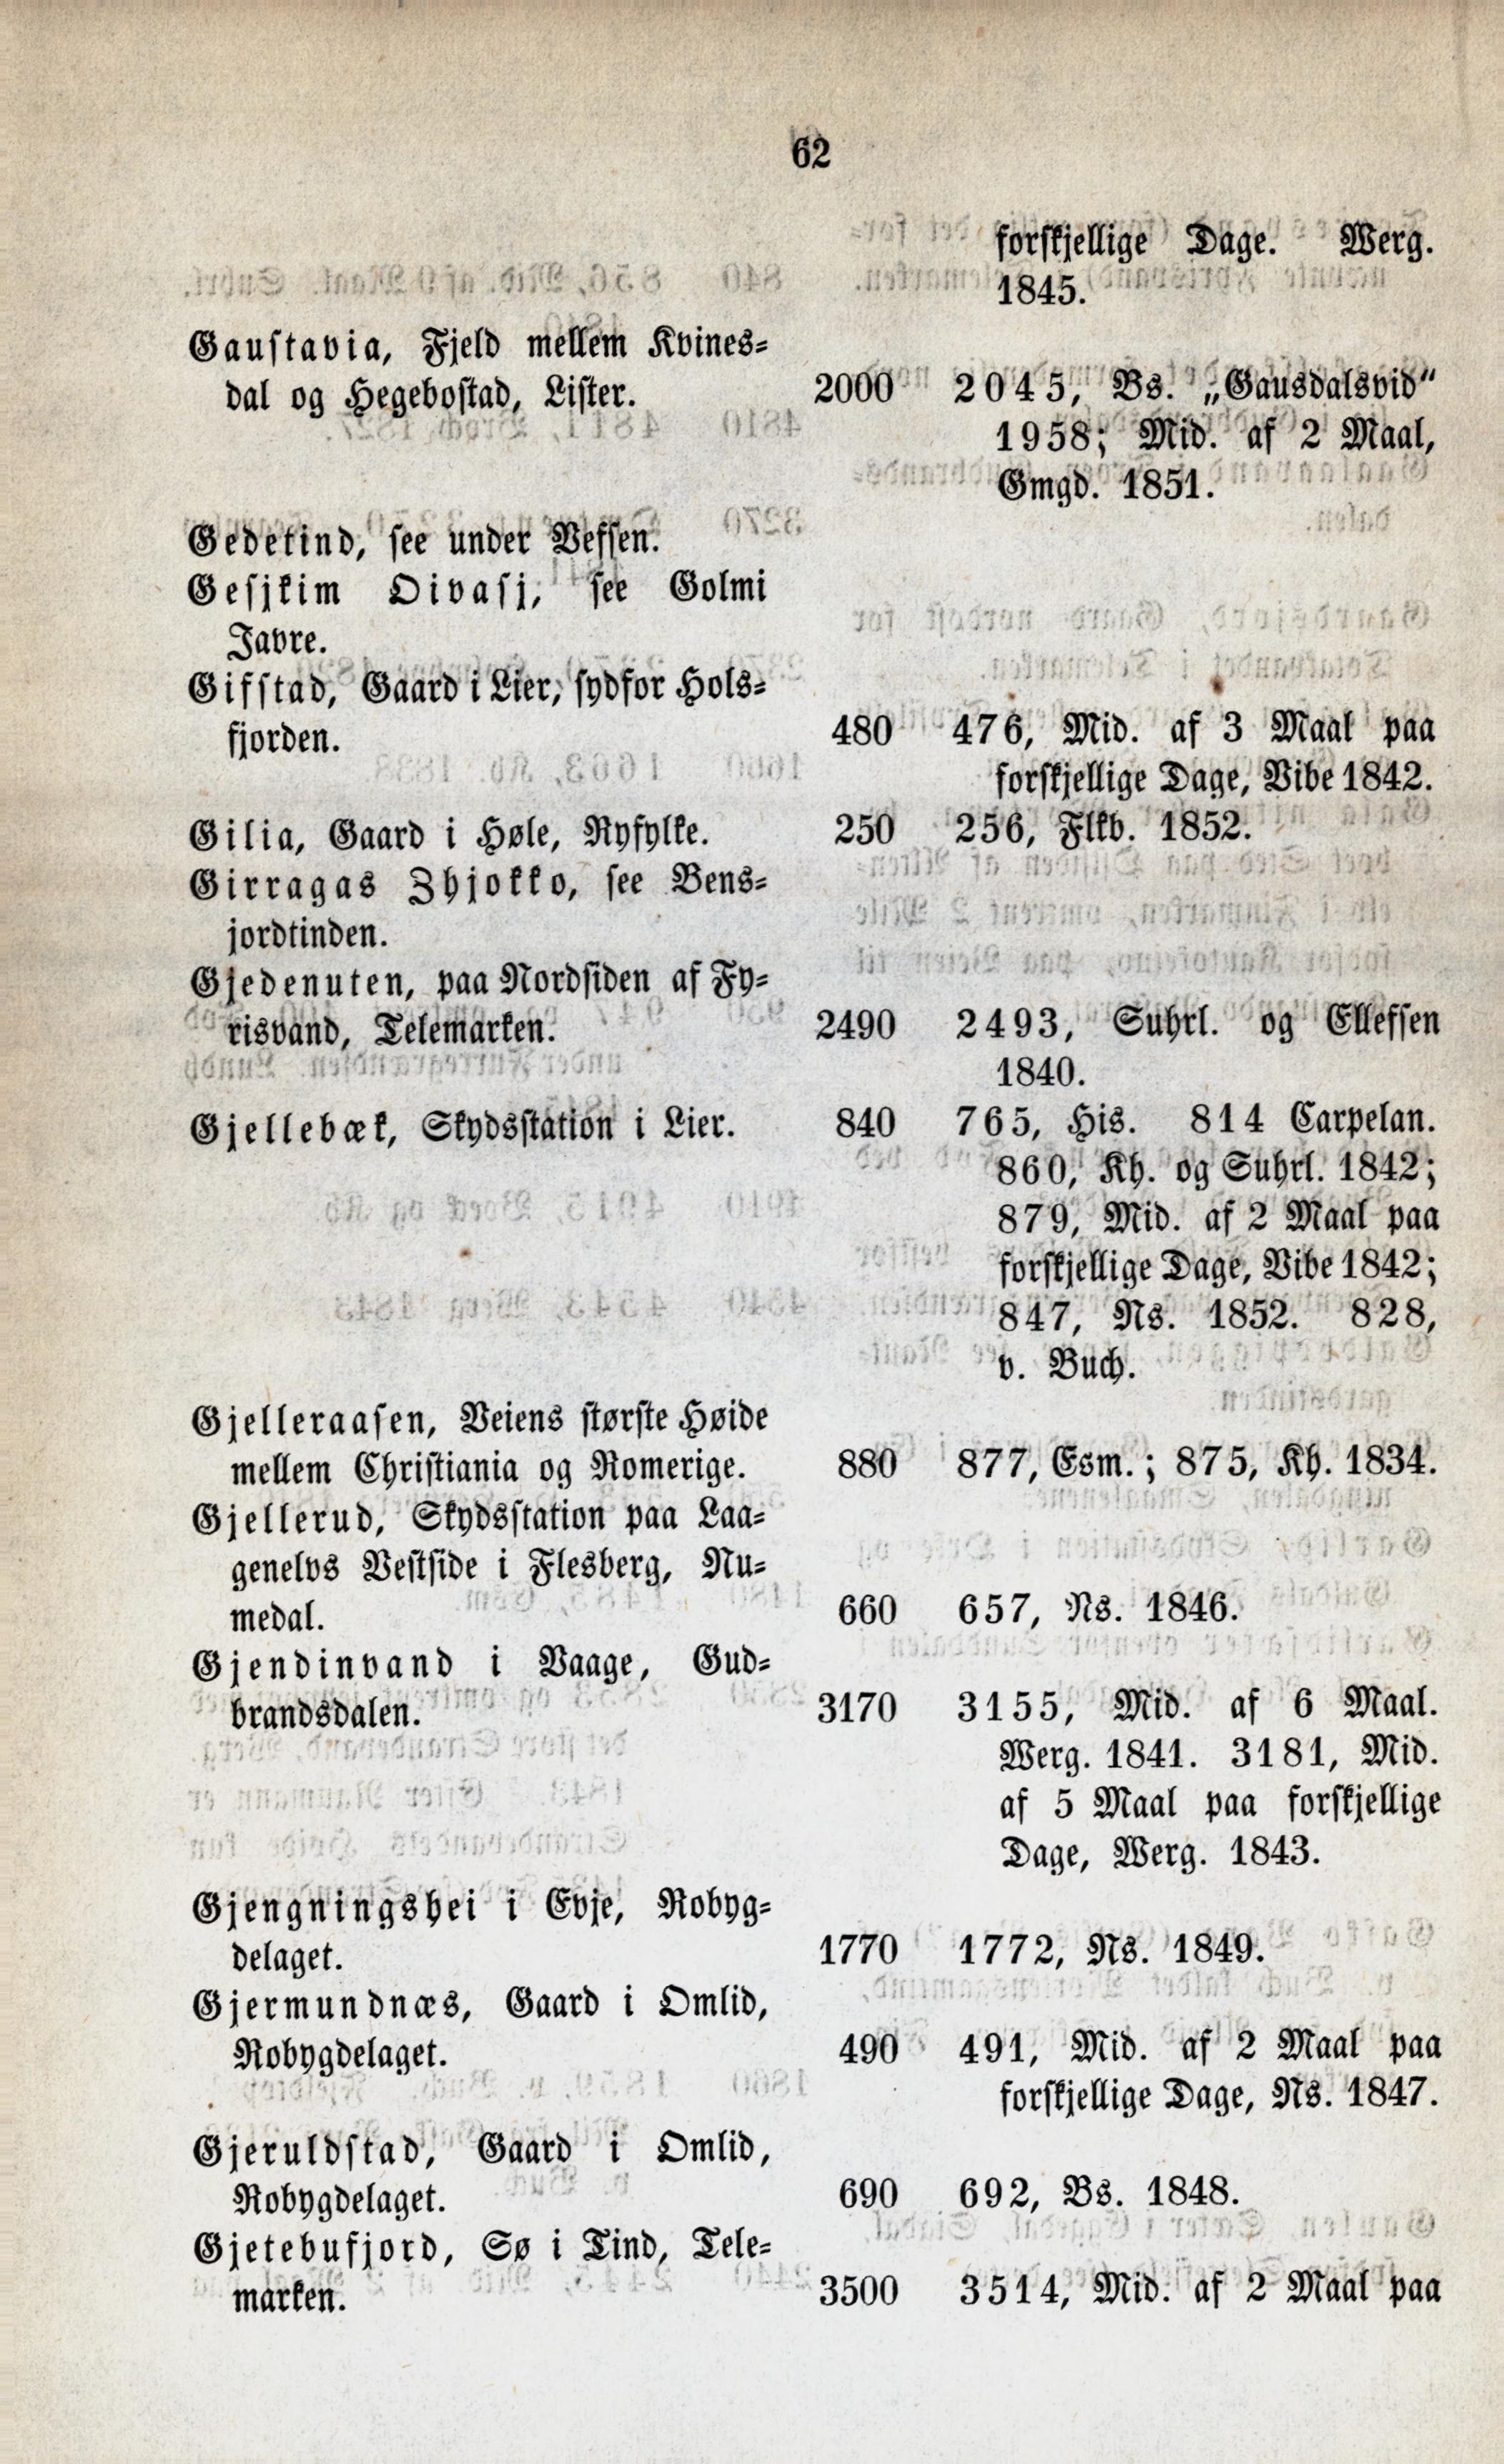 62
forskjellige Dage. Werg.
1845.
Gaustavia, Fjeld mellem Kvines-
dal og Hegebostad, Lister. 2000 2045, Bs. „Gausdalsvid“
1958; Mid. af 2 Maal,
Gmgd. 1851.
Gedetind, see under Vefsen.
Gesjkim Oivasj, see Golmi
Javre.
Gifstad, Gaard i Lier, sydfor Hols-
fjorden. 480 476, Mid. af 3 Maal paa
forskjellige Dage, Vibe 1842.
Gilia, Gaard i Høle, Ryfylke. 250 256, Flkb. 1852.
Girragas Zhjokko, see Bens-
jordtinden.
Gjedenuten, paa Nordsiden af Fy-
risvand, Telemarken. 2490 2493, Suhrl. og Ellefsen
1840.
Gjellebæk, Skydsstation i Lier. 840 765, His. 814 Carpelan.
860, Kh. og Suhrl. 1842;
879, Mid. af 2 Maal paa
forskjellige Dage, Vibe 1842;
847, Ns. 1852. 828,
v. Buch.
Gjelleraasen, Veiens største Høide
mellem Christiania og Romerige. 880 877, Esm.; 875, Kh. 1834.
Gjellerud, Skydsstation paa Laa-
genelvs Vestside i Flesberg, Nu-
medal. 660 657, Ns. 1846.
Gjendinvand i Vaage, Gud-
brandsdalen. 3170 3155, Mid. af 6 Maal.
Werg. 1841. 3181, Mid.
af 5 Maal paa forskjellige
Dage, Werg. 1843.
Gjengningshei i Evje, Robyg-
delaget. 1770 1772, Ns. 1849.
Gjermundnæs, Gaard i Omlid,
Robygdelaget. 490 491, Mid. af 2 Maal paa
forskjellige Dage, Ns. 1847.
Gjeruldstad, Gaard i Omlid,
Robygdelaget. 690 692, Bs. 1848.
Gjetebufjord, Sø i Tind, Tele-
marken. 3500 3514, Mid. af 2 Maal paa